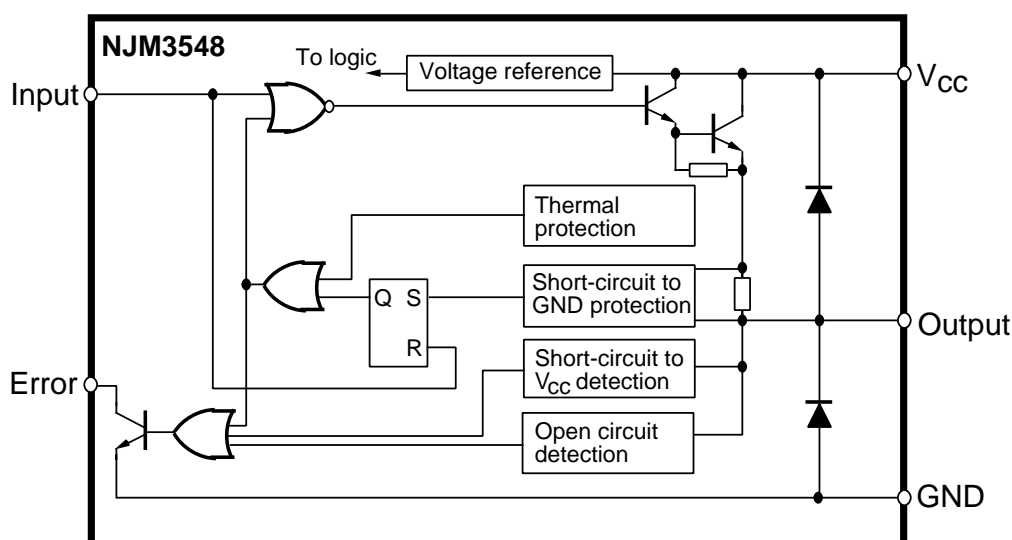 NJM3548
To logic
Voltage reference
VCC
Input
Thermal
protection
Short-circuit to
GND protection
Q S
R
Output
Short-circuit to
VCC detection
Error
Open circuit
detection
GND